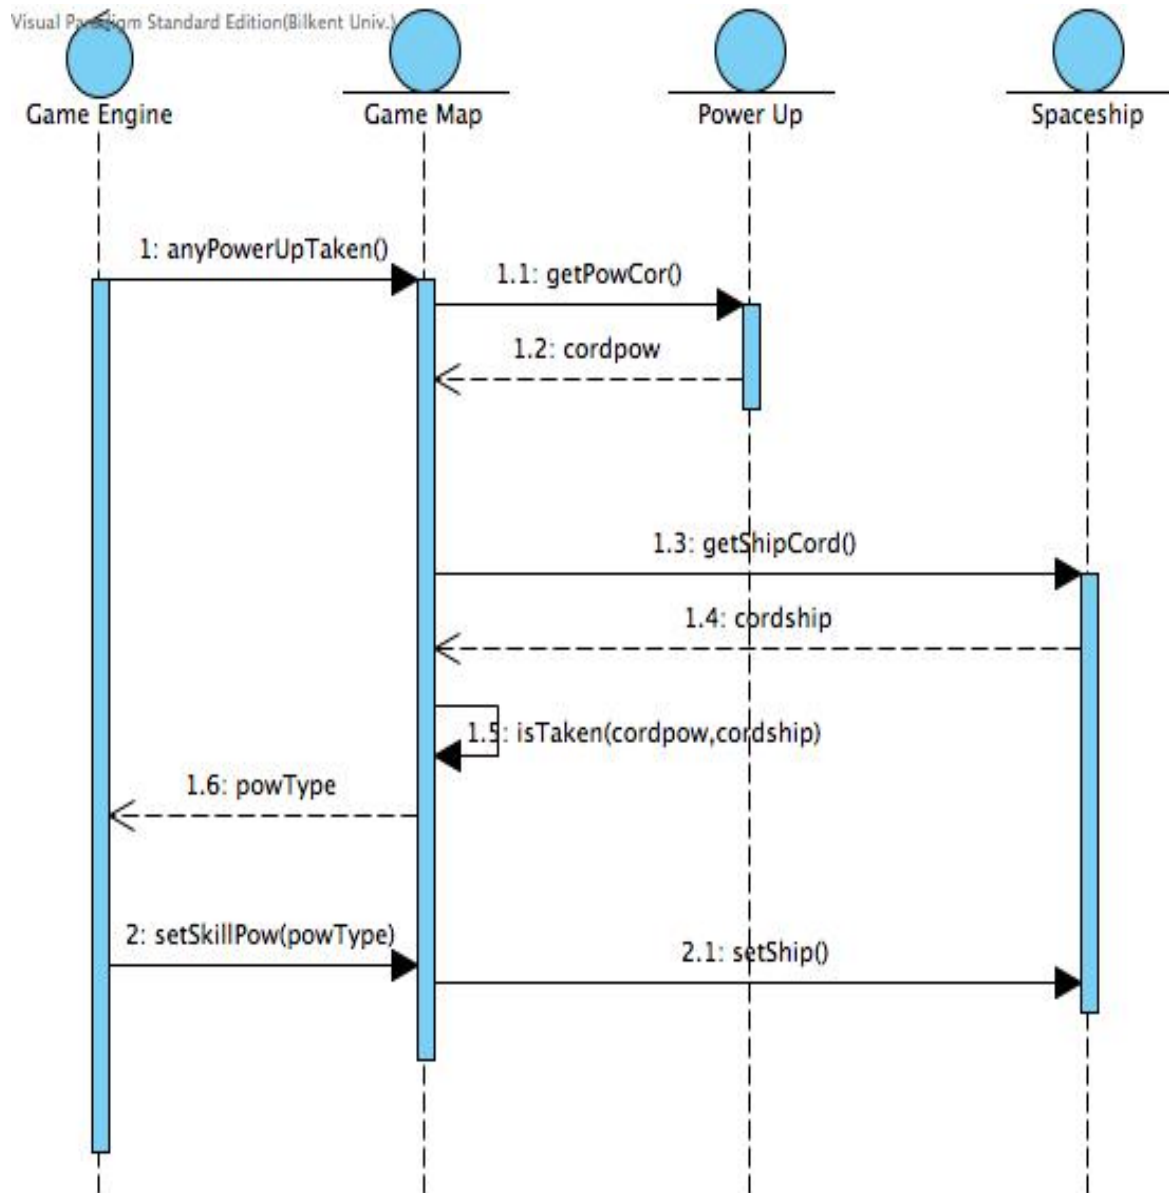 Visual Paradigm Standard Edition(Bilkent Univ.)
Game Engine
Game Map
Power Up
Spaceship
1: anyPowerUpTaken()
1.1: getPowCor()
1.2: cordpow
1.3: getShipCord()
1.4: cordship
1.5: isTaken(cordpow,cordship)
1.6: powType
2: setSkillPow(powType)
2.1: setShip()